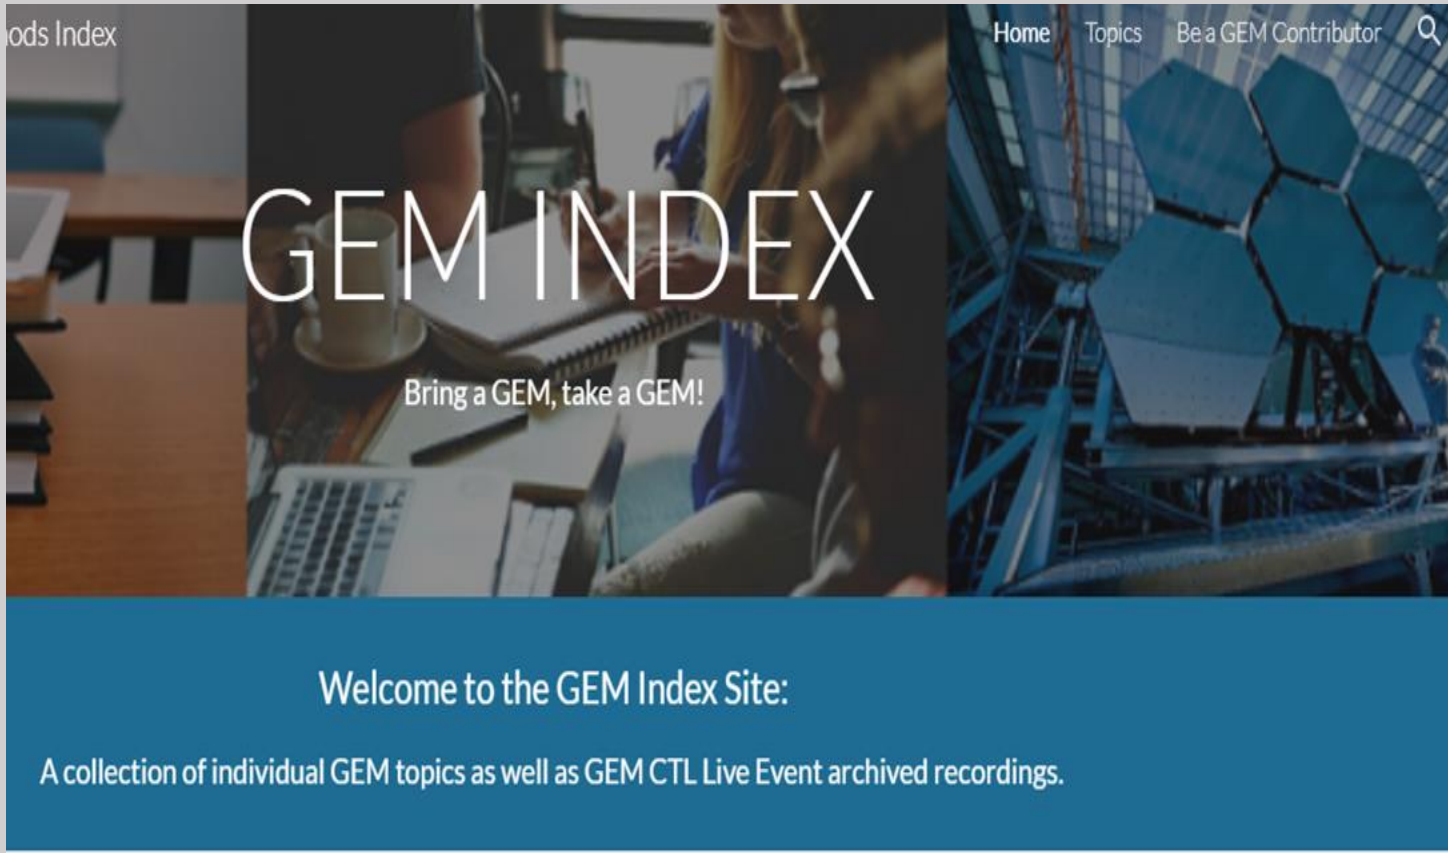 ods Index
Home Topics Be a GEM Contributor
GEM INDEX
Bring a GEM, take a GEM!
Welcome to the GEM Index Site:
A collection of individual GEM topics as well as GEM CTL Live Event archived recordings.